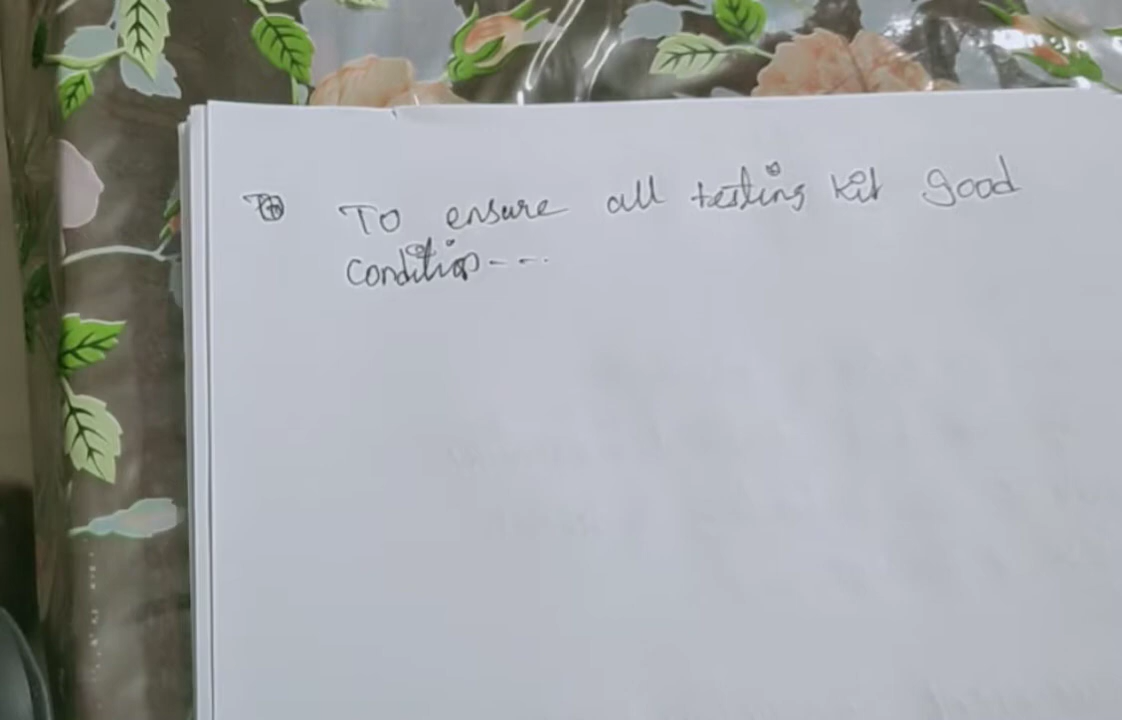 To ensure all testing kit good
condition---.